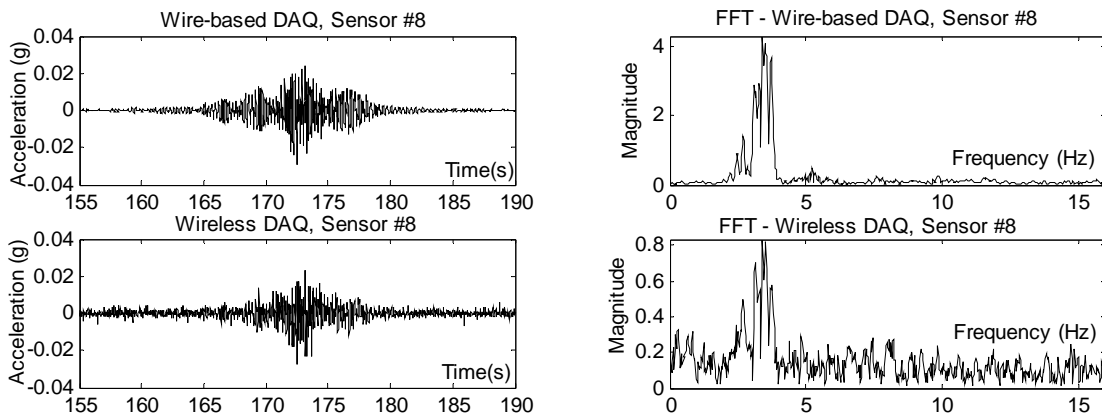 Wire-based DAQ, Sensor #8
Acceleration (g)
0.04
0.02
0
-0.02
-0.04
Time(s)
155 160 165 170 175 180 185 190
FFT - Wire-based DAQ, Sensor #8
Magnitude
4
2
0
Frequency (Hz)
0 5 10 15
Wireless DAQ, Sensor #8
Acceleration (g)
0.04
0.02
0
-0.02
-0.04
Time(s)
155 160 165 170 175 180 185 190
FFT - Wireless DAQ, Sensor #8
Magnitude
0.8
0.6
0.4
0.2
0
Frequency (Hz)
0 5 10 15